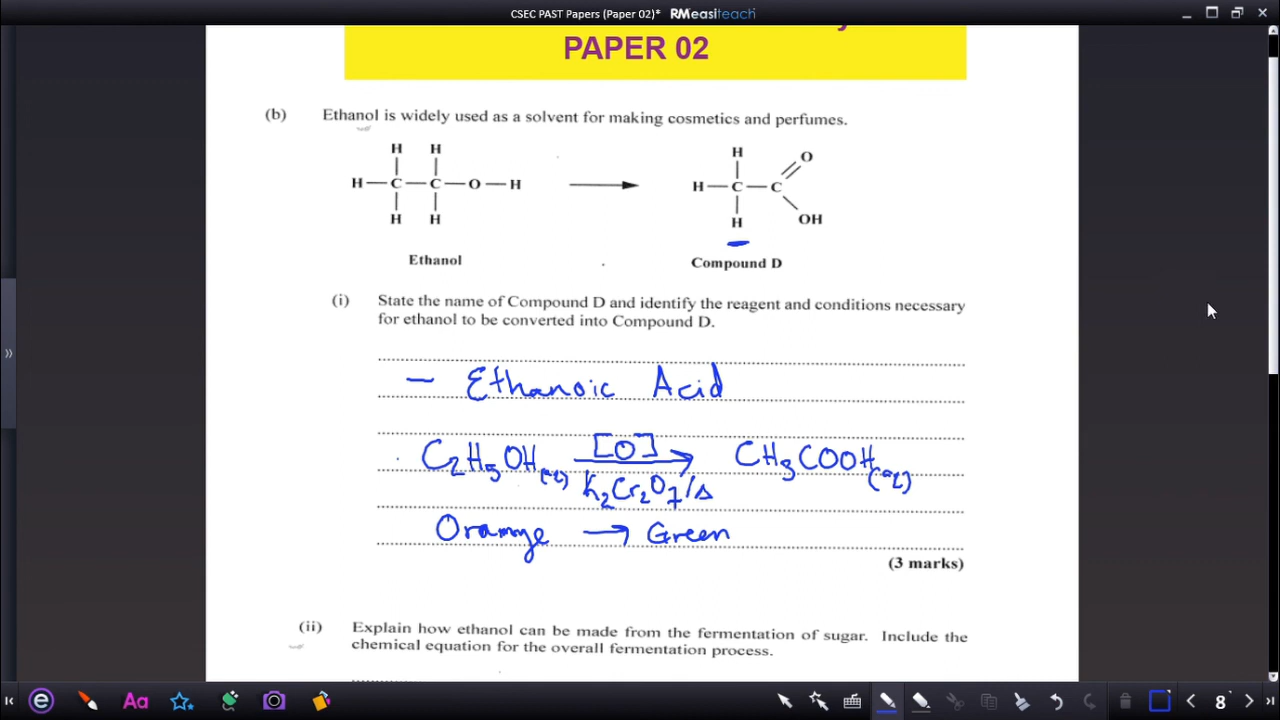 CSEC PAST Papers (Paper 02)* RMeasiteach
PAPER 02
(b) Ethanol is widely used as a solvent for making cosmetics and perfumes.
H H H O
H—C—C—O—H → H—C—C
H H H OH
Ethanol Compound D
(i) State the name of Compound D and identify the reagent and conditions necessary
for ethanol to be converted into Compound D.
— Ethanoic Acid
[O]
C2H5OH(aq) → CH3COOH(aq)
K2Cr2O7/Δ
Orange → Green
(3 marks)
(ii) Explain how ethanol can be made from the fermentation of sugar. Include the
chemical equation for the overall fermentation process.
Aa 8